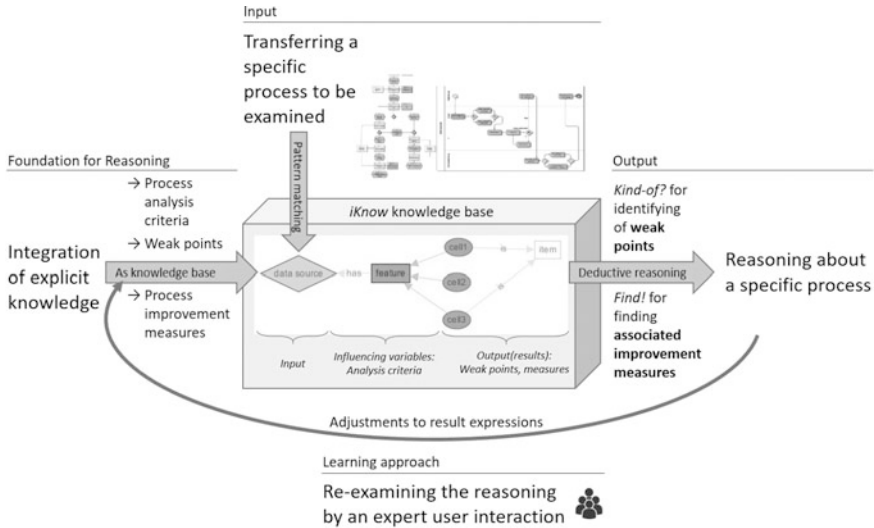 Input
Transferring a
specific
process to be
examined
Pattern matching
Foundation for Reasoning
→ Process
analysis
criteria
→ Weak points
Integration
of explicit
knowledge
As knowledge base
→ Process
improvement
measures
iKnow knowledge base
data source
has
feature
cell1
cell2
cell3
is
item
Input
Influencing variables:
Analysis criteria
Output(results):
Weak points, measures
Output
Kind-of? for
identifying
of weak
points
Deductive reasoning
Find! for
finding
associated
improvement
measures
Reasoning about
a specific process
Adjustments to result expressions
Learning approach
Re-examining the reasoning
by an expert user interaction